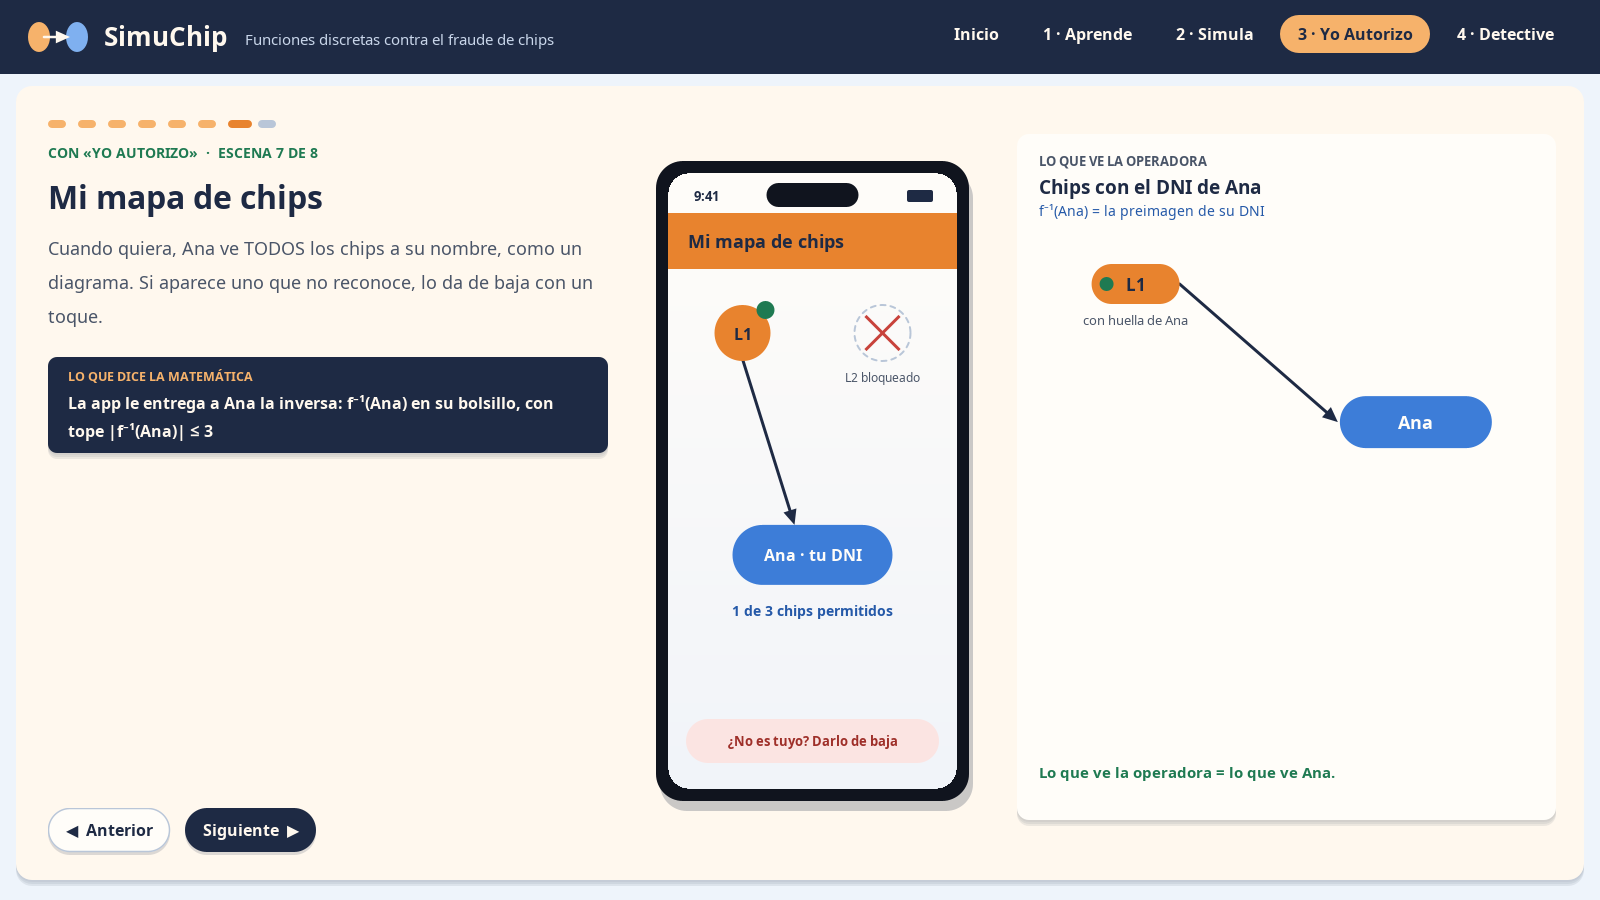 SimuChip
Funciones discretas contra el fraude de chips
Inicio
1 · Aprende
2 · Simula
3 · Yo Autorizo
4 · Detective
CON «YO AUTORIZO» · ESCENA 7 DE 8
Mi mapa de chips
Cuando quiera, Ana ve TODOS los chips a su nombre, como un
diagrama. Si aparece uno que no reconoce, lo da de baja con un
toque.
LO QUE DICE LA MATEMÁTICA
La app le entrega a Ana la inversa: f⁻¹(Ana) en su bolsillo, con
tope |f⁻¹(Ana)| ≤ 3
◀ Anterior
Siguiente ▶
9:41
Mi mapa de chips
L1
L2 bloqueado
Ana · tu DNI
1 de 3 chips permitidos
¿No es tuyo? Darlo de baja
LO QUE VE LA OPERADORA
Chips con el DNI de Ana
f⁻¹(Ana) = la preimagen de su DNI
L1
con huella de Ana
Ana
Lo que ve la operadora = lo que ve Ana.